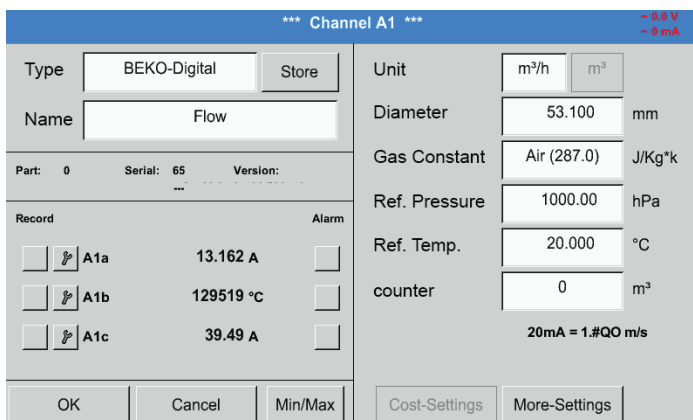 *** Channel A1 ***
~ 0.0 V
~ 0 mA
Type BEKO-Digital Store
Name Flow
Part: 0 Serial: 65 Version:
---
Record Alarm
A1a 13.162 A
A1b 129519 °C
A1c 39.49 A
OK Cancel Min/Max
Unit m³/h m³
Diameter 53.100 mm
Gas Constant Air (287.0) J/Kg*k
Ref. Pressure 1000.00 hPa
Ref. Temp. 20.000 °C
counter 0 m³
20mA = 1.#QO m/s
Cost-Settings More-Settings